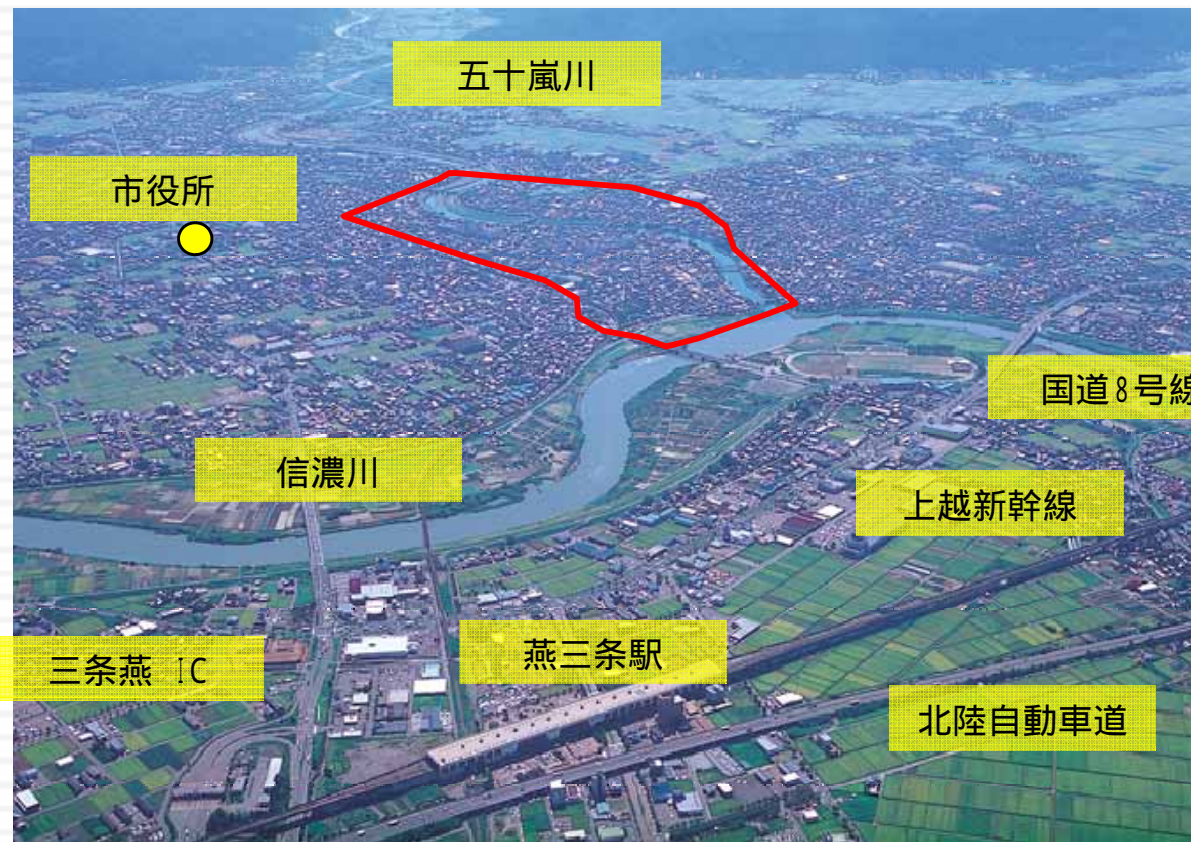 五十嵐川
市役所
国道8号線
信濃川
上越新幹線
燕三条駅
三条燕 IC
北陸自動車道